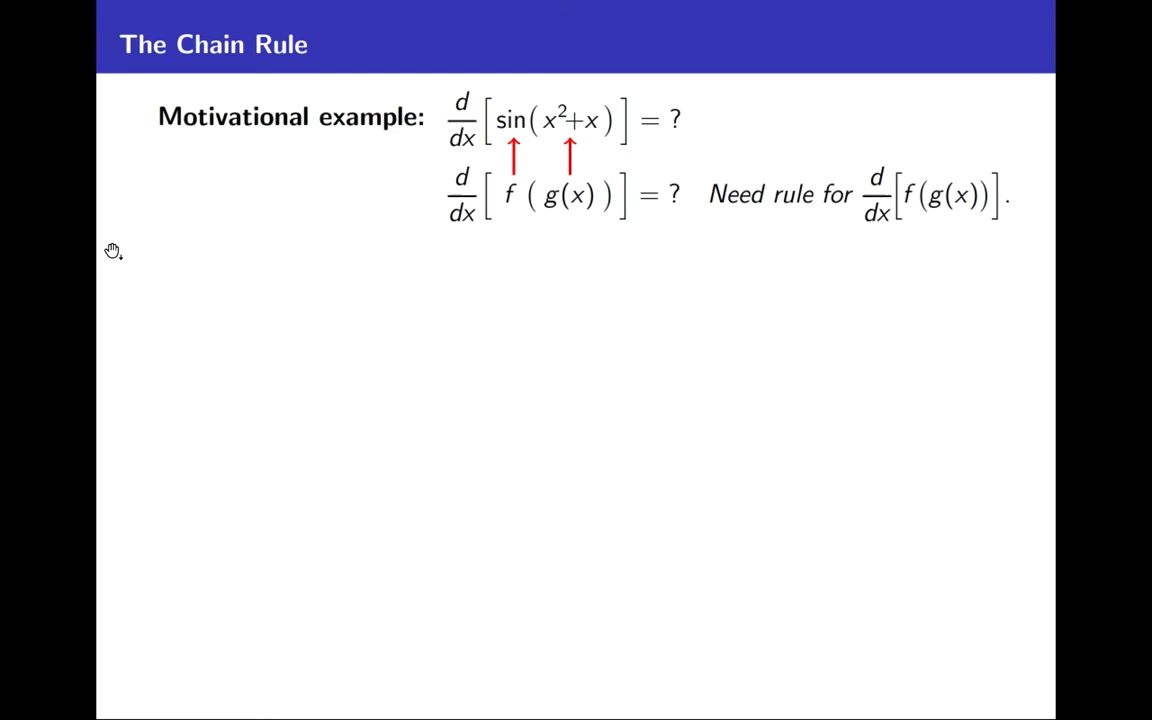 The Chain Rule
Motivational example: d/dx [sin(x²+x)] = ?
d/dx [ f ( g(x) ) ] = ? Need rule for d/dx [f(g(x))].